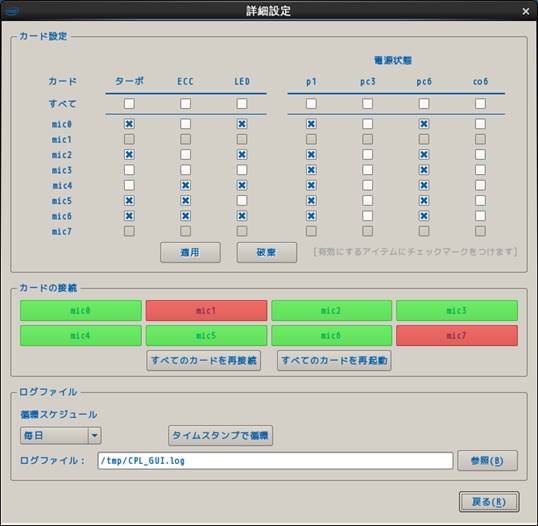 詳細設定
カード設定
電源状態
カード ターボ ECC LED p1 pc3 pc6 co6
すべて
mic0
mic1
mic2
mic3
mic4
mic5
mic6
mic7
適用 破棄 [有効にするアイテムにチェックマークをつけます]
カードの接続
mic0 mic1 mic2 mic3
mic4 mic5 mic6 mic7
すべてのカードを再接続 すべてのカードを再起動
ログファイル
循環スケジュール
毎日 タイムスタンプで循環
ログファイル： /tmp/CPL_GUI.log 参照(B)
戻る(R)